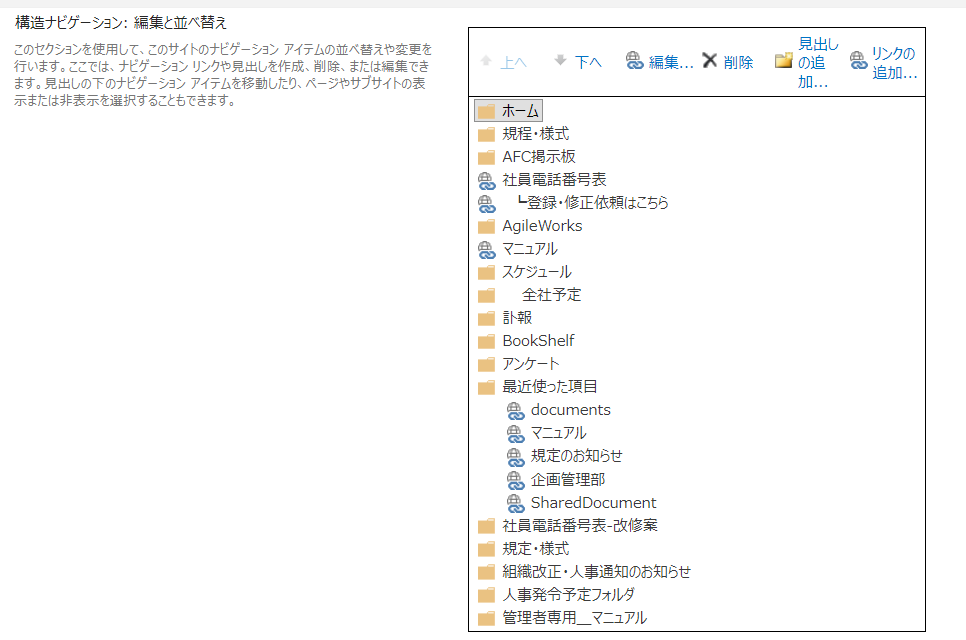 構造ナビゲーション: 編集と並べ替え
このセクションを使用して、このサイトのナビゲーション アイテムの並べ替えや変更を
行います。ここでは、ナビゲーション リンクや見出しを作成、削除、または編集でき
ます。見出しの下のナビゲーション アイテムを移動したり、ページやサブサイトの表
示または非表示を選択することもできます。
上へ
下へ
編集...
削除
見出し
の追
加...
リンクの
追加...
ホーム
規程・様式
AFC掲示板
社員電話番号表
┗登録・修正依頼はこちら
AgileWorks
マニュアル
スケジュール
全社予定
訃報
BookShelf
アンケート
最近使った項目
documents
マニュアル
規定のお知らせ
企画管理部
SharedDocument
社員電話番号表-改修案
規定・様式
組織改正・人事通知のお知らせ
人事発令予定フォルダ
管理者専用__マニュアル